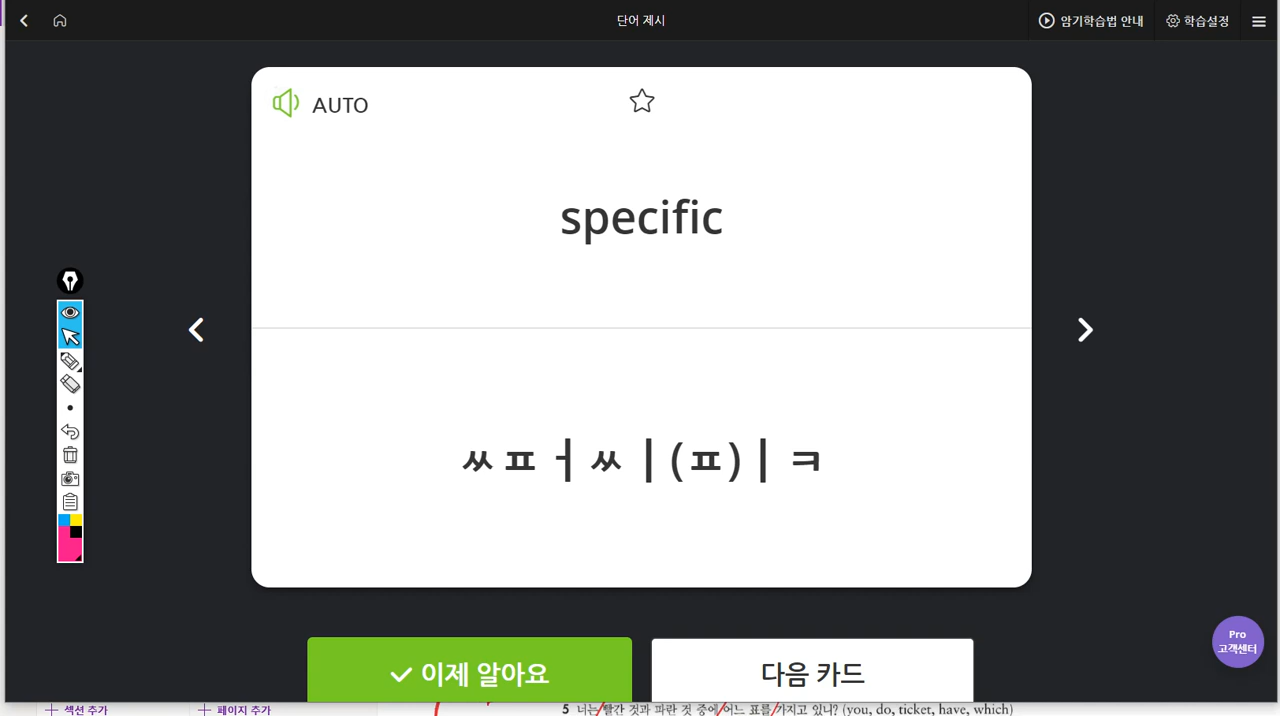 단어 제시
암기학습법 안내
학습설정
AUTO
specific
ㅆㅍㅓㅆㅣ(ㅍ)ㅣㅋ
이제 알아요
다음 카드
Pro
고객센터
섹션 추가
페이지 추가
5 너는/빨간 것과 파란 것 중에/어느 표를/가지고 있니? (you, do, ticket, have, which)